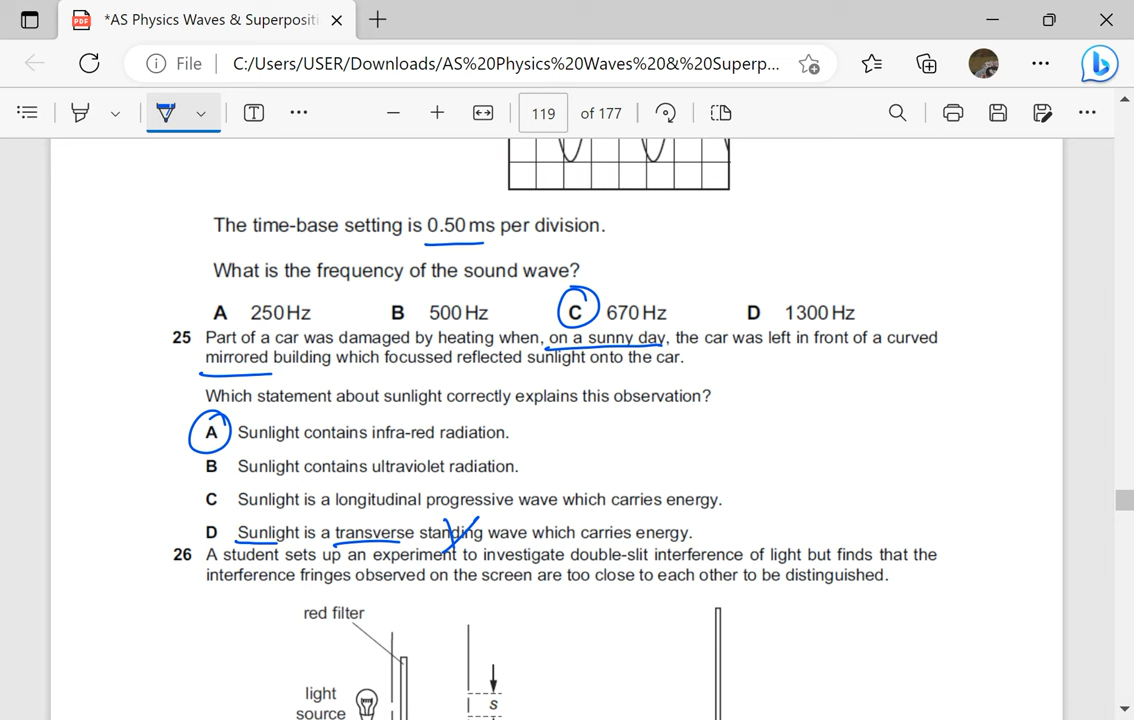 *AS Physics Waves & Superpositi
File
C:/Users/USER/Downloads/AS%20Physics%20Waves%20&%20Superp...
119 of 177
The time-base setting is 0.50 ms per division.
What is the frequency of the sound wave?
A 250 Hz B 500 Hz C 670 Hz D 1300 Hz
25 Part of a car was damaged by heating when, on a sunny day, the car was left in front of a curved
mirrored building which focussed reflected sunlight onto the car.
Which statement about sunlight correctly explains this observation?
A Sunlight contains infra-red radiation.
B Sunlight contains ultraviolet radiation.
C Sunlight is a longitudinal progressive wave which carries energy.
D Sunlight is a transverse standing wave which carries energy.
26 A student sets up an experiment to investigate double-slit interference of light but finds that the
interference fringes observed on the screen are too close to each other to be distinguished.
red filter
light
source
s